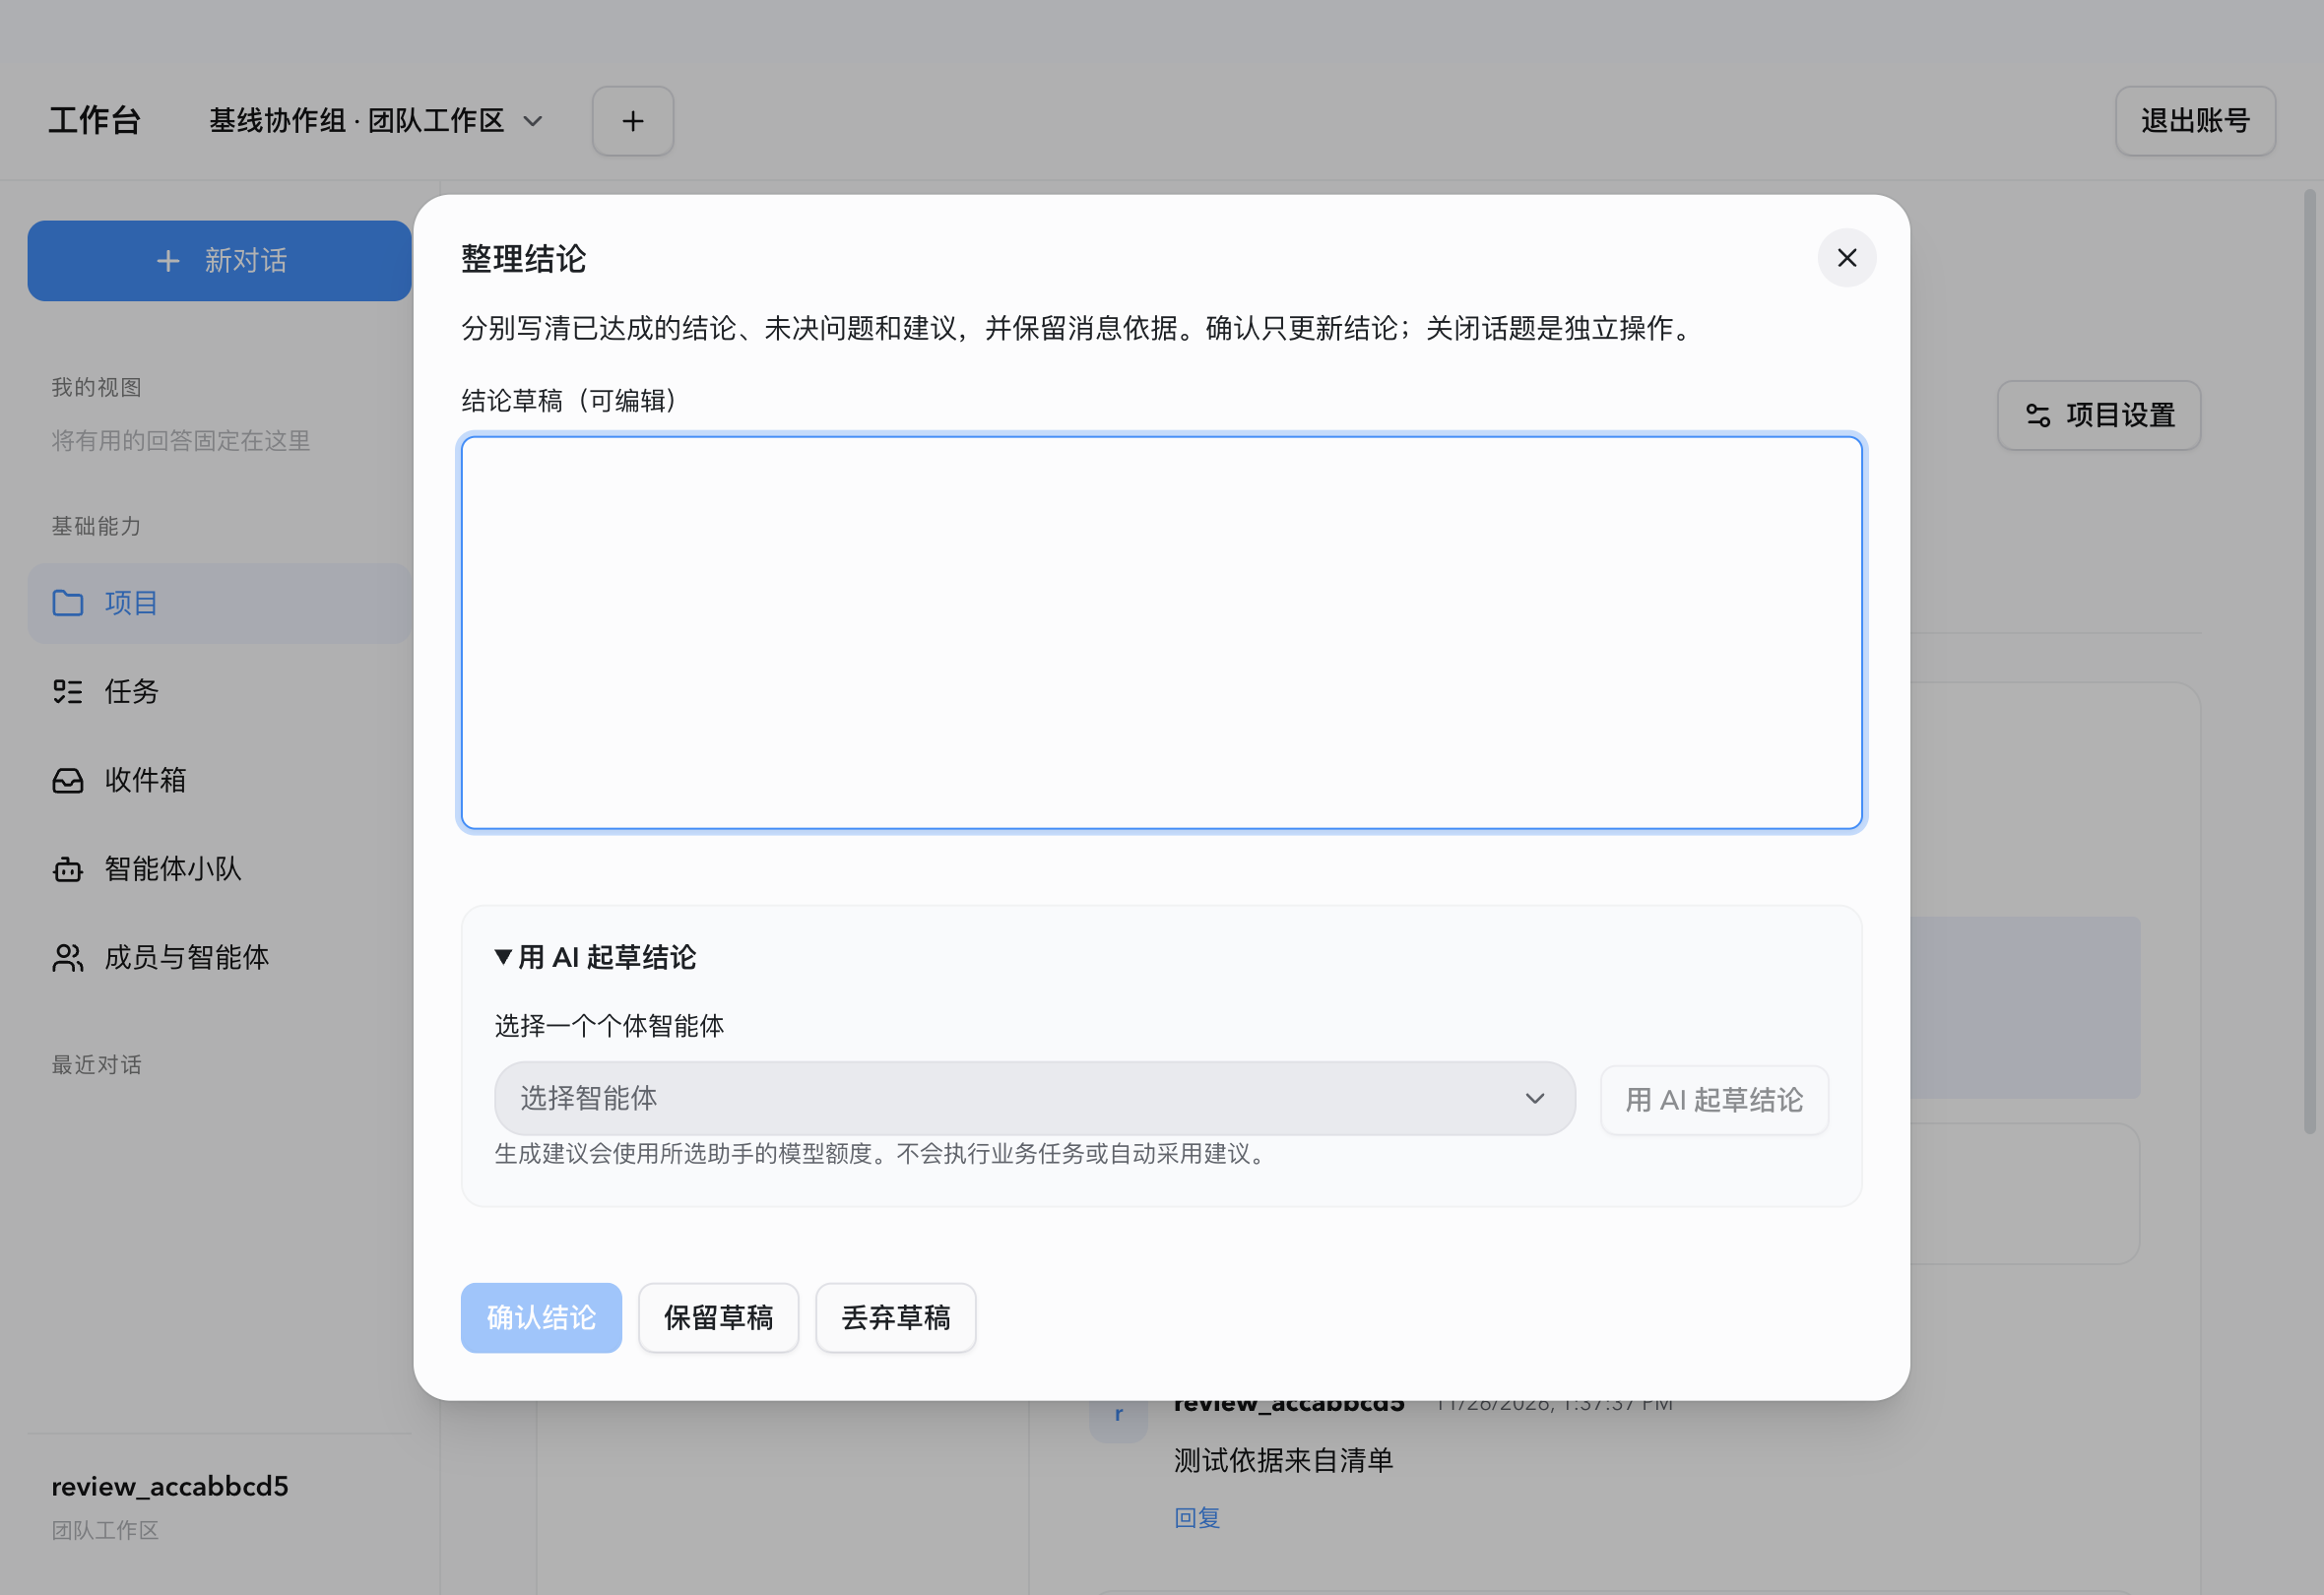 工作台
基线协作组 · 团队工作区
退出账号
新对话
我的视图
将有用的回答固定在这里
基础能力
项目
任务
收件箱
智能体小队
成员与智能体
最近对话
review_accabbcd5
团队工作区
项目设置
整理结论
分别写清已达成的结论、未决问题和建议，并保留消息依据。确认只更新结论；关闭话题是独立操作。
结论草稿（可编辑）
用 AI 起草结论
选择一个个体智能体
选择智能体
用 AI 起草结论
生成建议会使用所选助手的模型额度。不会执行业务任务或自动采用建议。
确认结论
保留草稿
丢弃草稿
r
review_accabbcd5 11/26/2026, 1:37:37 PM
测试依据来自清单
回复